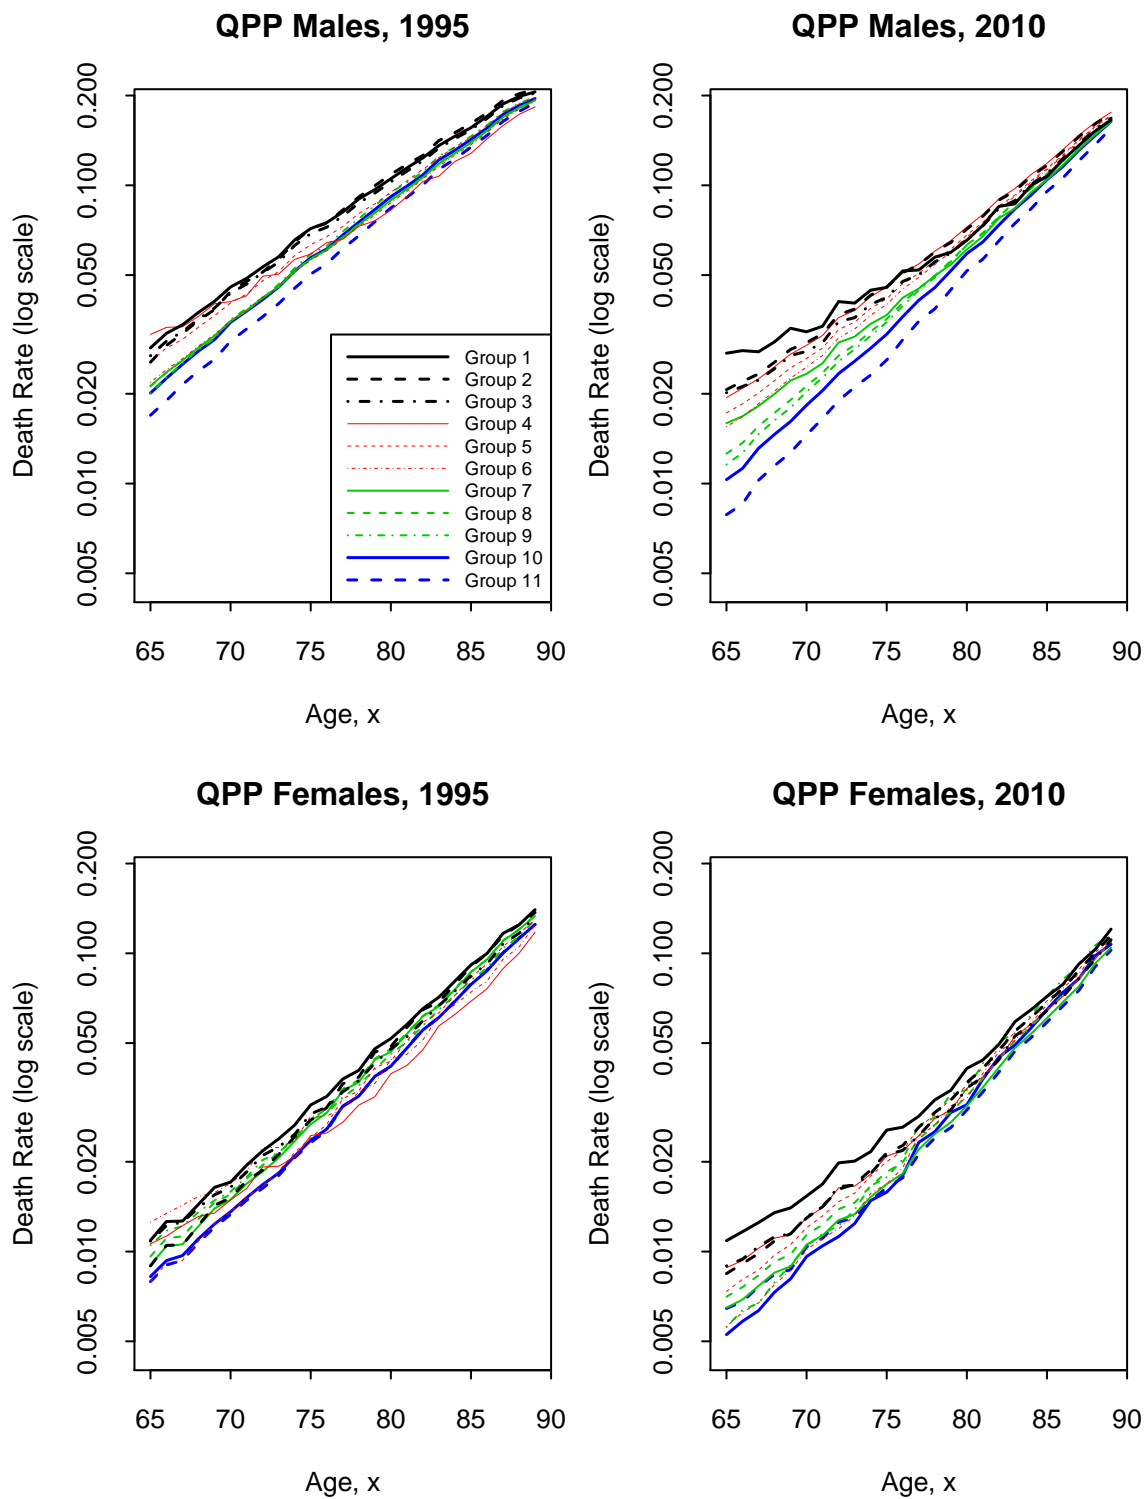 QPP Males, 1995
Death Rate (log scale)
0.200
0.100
0.050
0.020
0.010
0.005
Group 1
Group 2
Group 3
Group 4
Group 5
Group 6
Group 7
Group 8
Group 9
Group 10
Group 11
65 70 75 80 85 90
Age, x
QPP Males, 2010
Death Rate (log scale)
0.200
0.100
0.050
0.020
0.010
0.005
65 70 75 80 85 90
Age, x
QPP Females, 1995
Death Rate (log scale)
0.200
0.100
0.050
0.020
0.010
0.005
65 70 75 80 85 90
Age, x
QPP Females, 2010
Death Rate (log scale)
0.200
0.100
0.050
0.020
0.010
0.005
65 70 75 80 85 90
Age, x